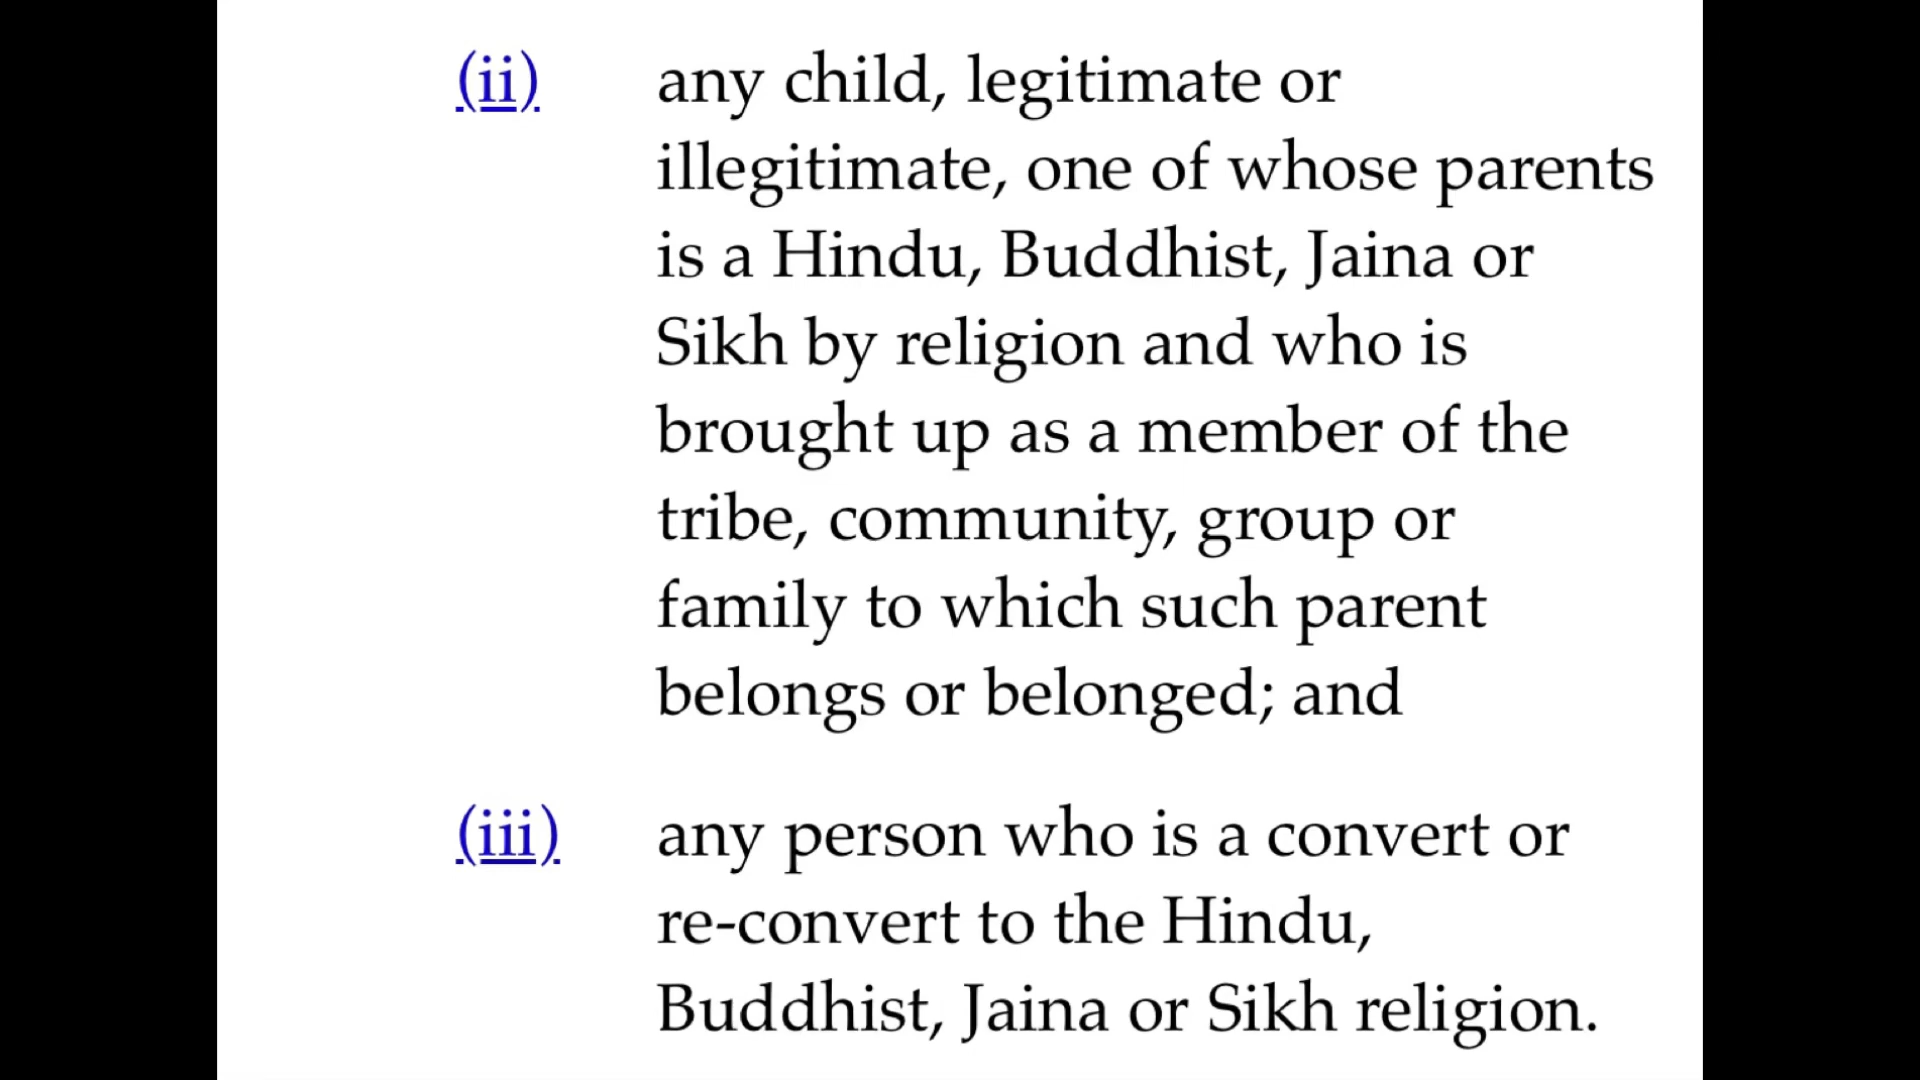 (ii) any child, legitimate or
illegitimate, one of whose parents
is a Hindu, Buddhist, Jaina or
Sikh by religion and who is
brought up as a member of the
tribe, community, group or
family to which such parent
belongs or belonged; and
(iii) any person who is a convert or
re-convert to the Hindu,
Buddhist, Jaina or Sikh religion.